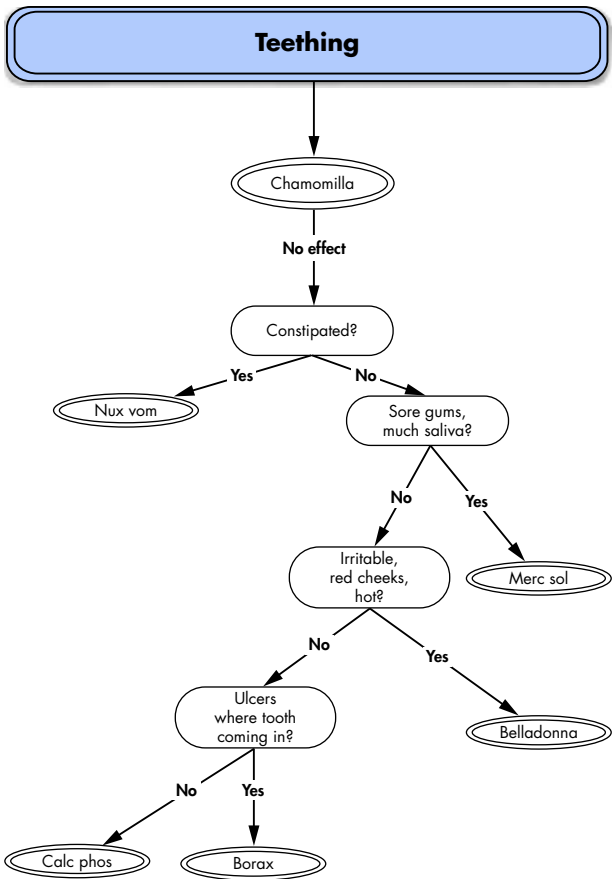 Teething
Chamomilla
No effect
Constipated?
Yes
No
Nux vom
Sore gums,
much saliva?
No
Yes
Irritable,
red cheeks,
hot?
Merc sol
No
Yes
Ulcers
where tooth
coming in?
Belladonna
No
Yes
Calc phos
Borax